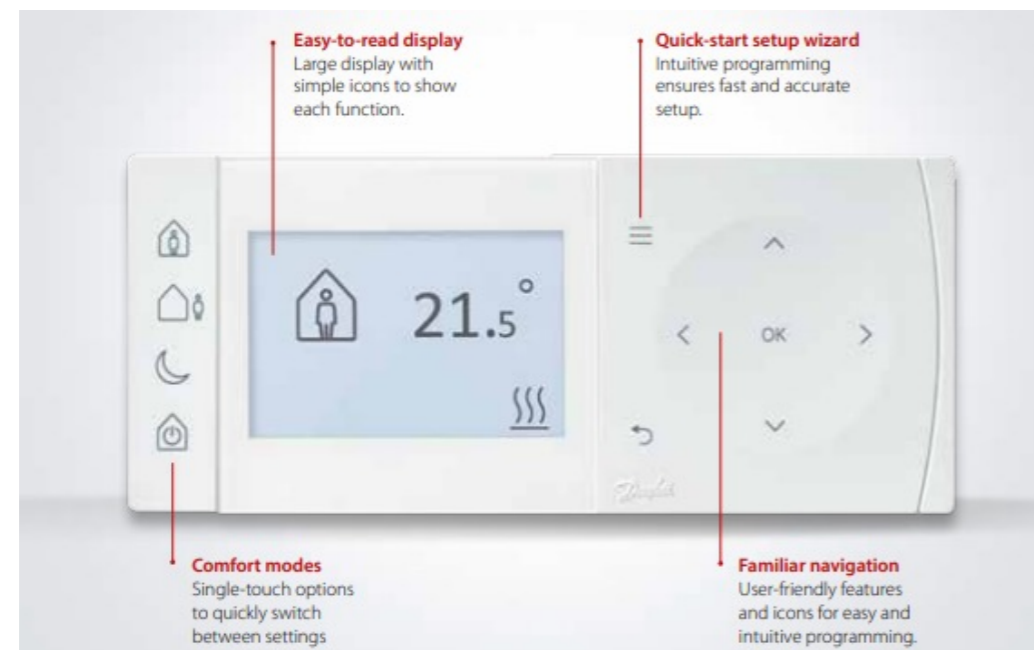 Easy-to-read display
Large display with
simple icons to show
each function.
Quick-start setup wizard
Intuitive programming
ensures fast and accurate
setup.
21.5°
OK
Danfoss
Comfort modes
Single-touch options
to quickly switch
between settings
Familiar navigation
User-friendly features
and icons for easy and
intuitive programming.